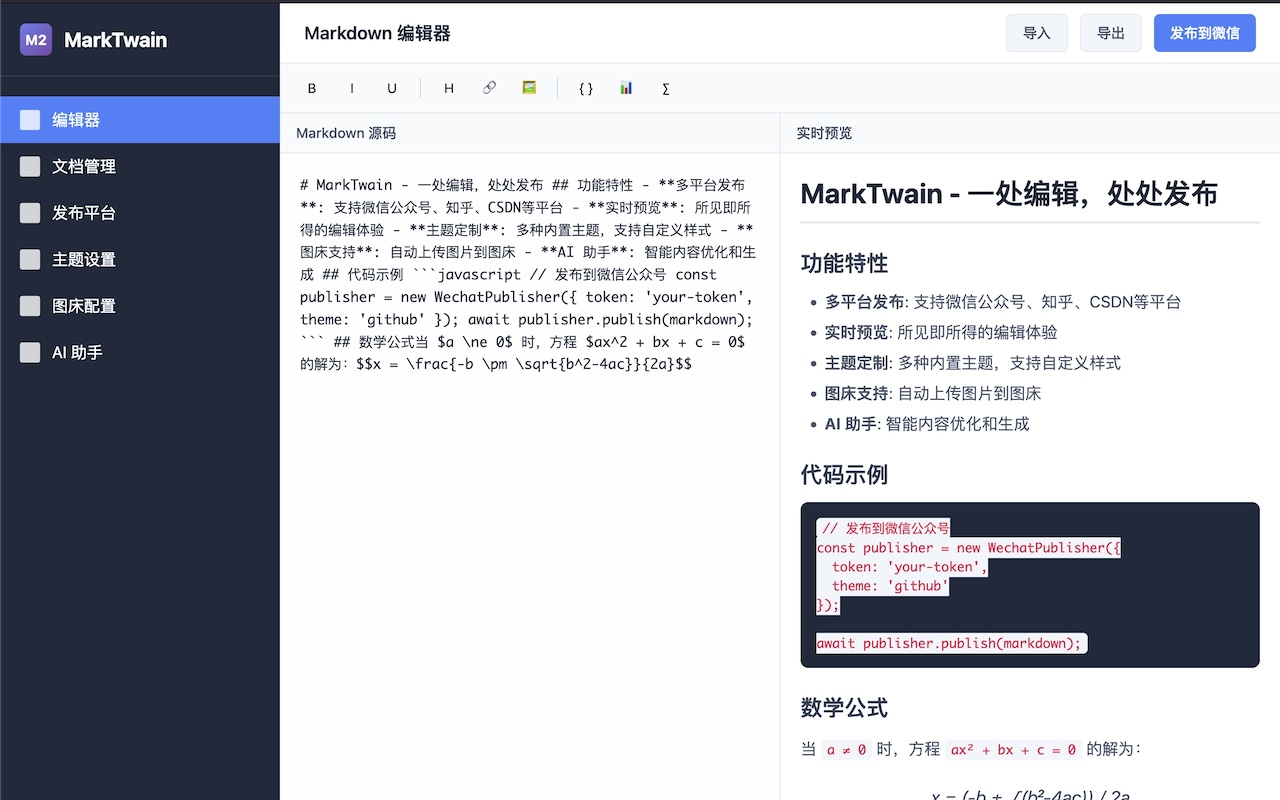 M2 MarkTwain
编辑器
文档管理
发布平台
主题设置
图床配置
AI 助手
Markdown 编辑器
导入 导出 发布到微信
B I U H { } Σ
Markdown 源码
# MarkTwain - 一处编辑，处处发布 ## 功能特性 - **多平台发布
**: 支持微信公众号、知乎、CSDN等平台 - **实时预览**: 所见即所
得的编辑体验 - **主题定制**: 多种内置主题，支持自定义样式 - **
图床支持**: 自动上传图片到图床 - **AI 助手**: 智能内容优化和生
成 ## 代码示例 ```javascript // 发布到微信公众号 const
publisher = new WechatPublisher({ token: 'your-token',
theme: 'github' }); await publisher.publish(markdown);
``` ## 数学公式当 $a \ne 0$ 时，方程 $ax^2 + bx + c = 0$
的解为：$$x = \frac{-b \pm \sqrt{b^2-4ac}}{2a}$$
实时预览
MarkTwain - 一处编辑，处处发布
功能特性
• 多平台发布: 支持微信公众号、知乎、CSDN等平台
• 实时预览: 所见即所得的编辑体验
• 主题定制: 多种内置主题，支持自定义样式
• 图床支持: 自动上传图片到图床
• AI 助手: 智能内容优化和生成
代码示例
// 发布到微信公众号
const publisher = new WechatPublisher({
  token: 'your-token',
  theme: 'github'
});
await publisher.publish(markdown);
数学公式
当 a ≠ 0 时，方程 ax² + bx + c = 0 的解为：